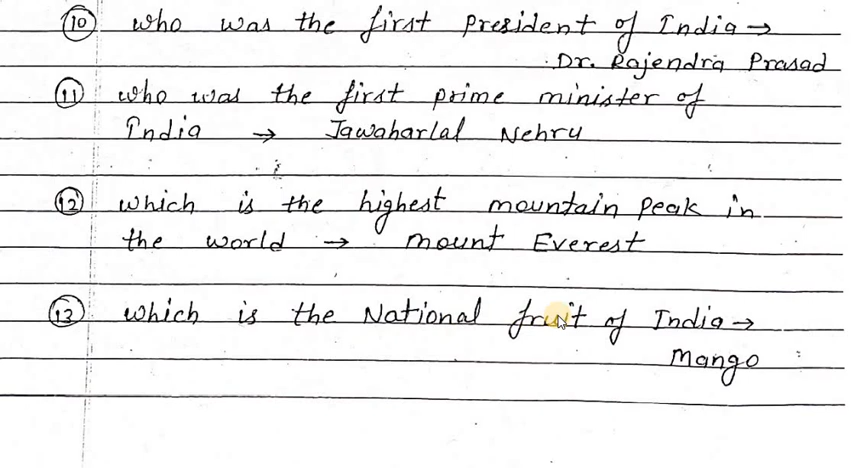 10 who was the first president of India →
Dr. Rajendra Prasad
11 who was the first prime minister of
India → Jawaharlal Nehru
12 which is the highest mountain peak in
the world → mount Everest
13 which is the National fruit of India →
Mango